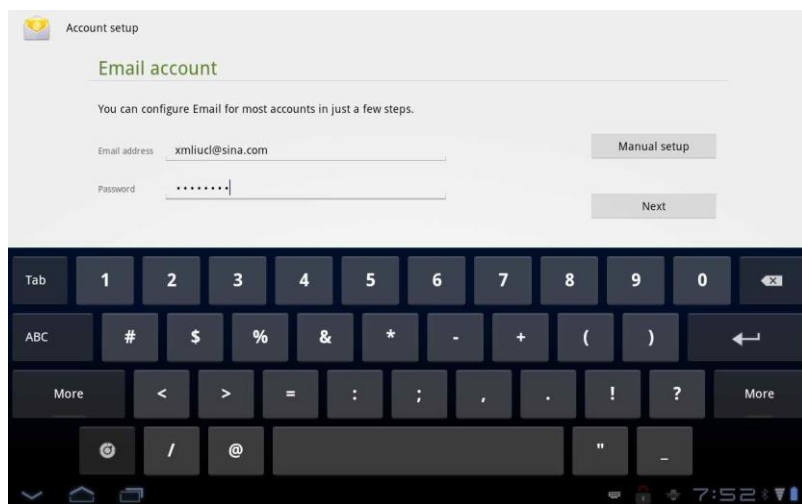 Account setup
Email account
You can configure Email for most accounts in just a few steps.
Email address xmliucl@sina.com Manual setup
Password ········
Next
Tab 1 2 3 4 5 6 7 8 9 0
ABC # $ % & * - + ( )
More < > = : ; , . ! ? More
/ @ " _
7:52